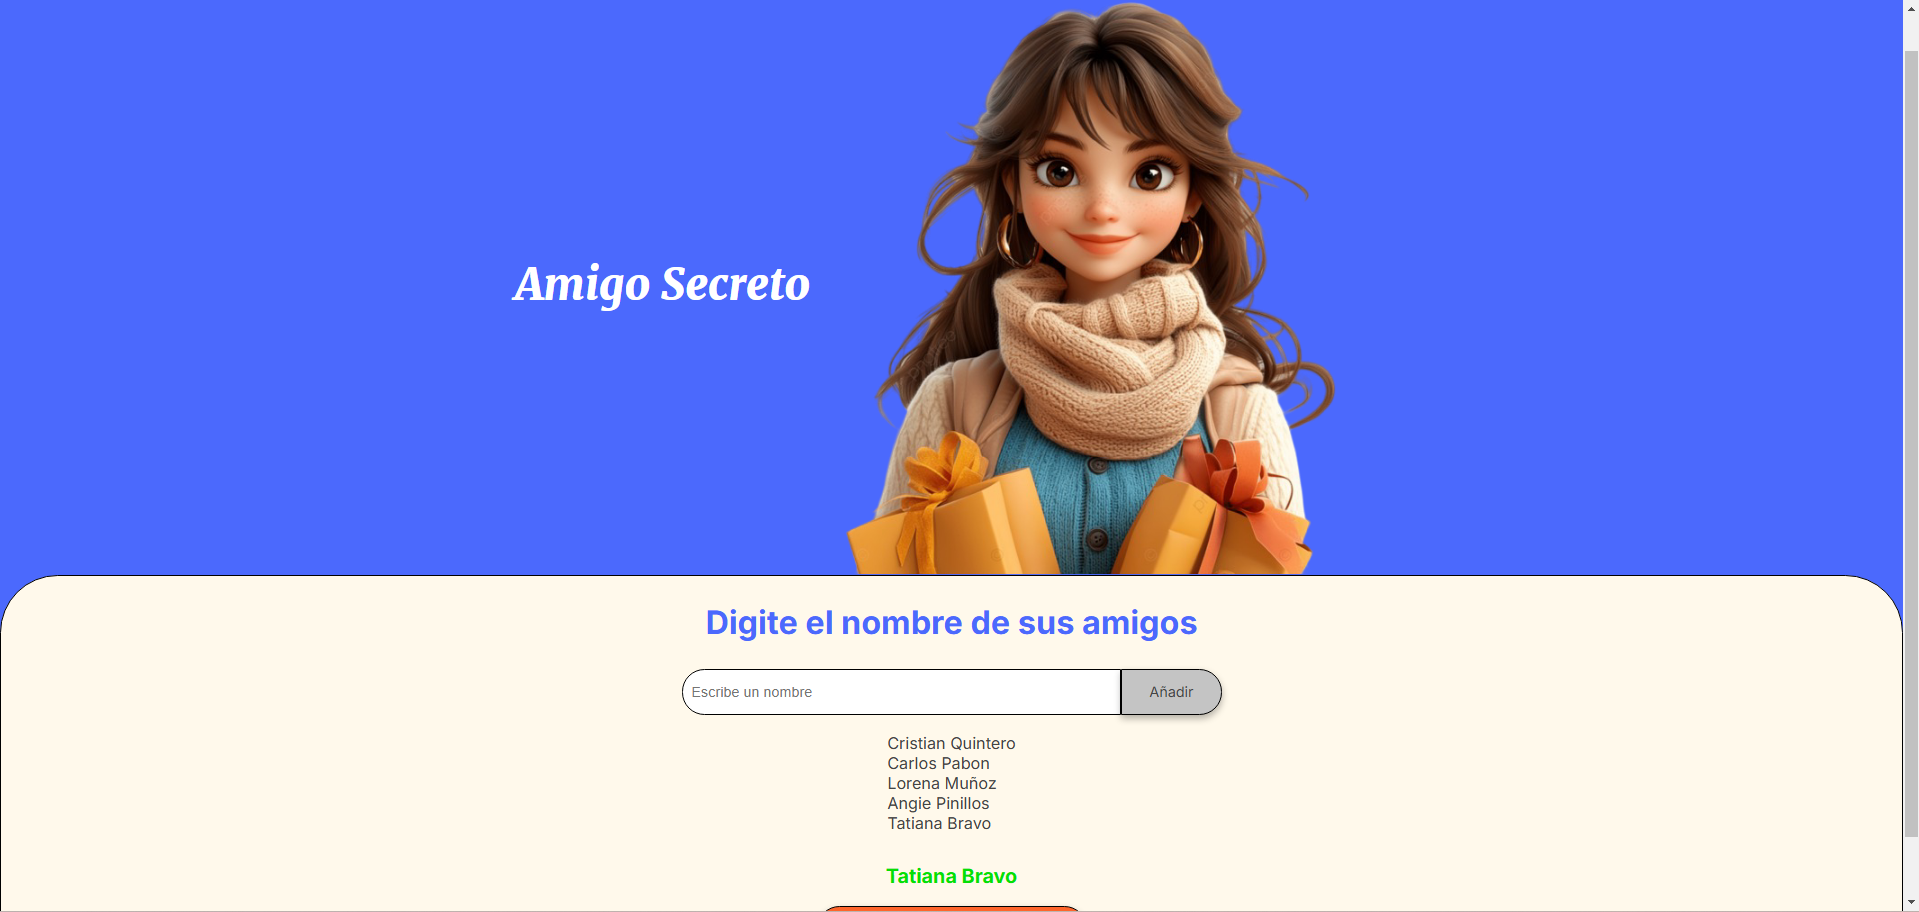 Amigo Secreto
Digite el nombre de sus amigos
Escribe un nombre
Añadir
Cristian Quintero
Carlos Pabon
Lorena Muñoz
Angie Pinillos
Tatiana Bravo
Tatiana Bravo